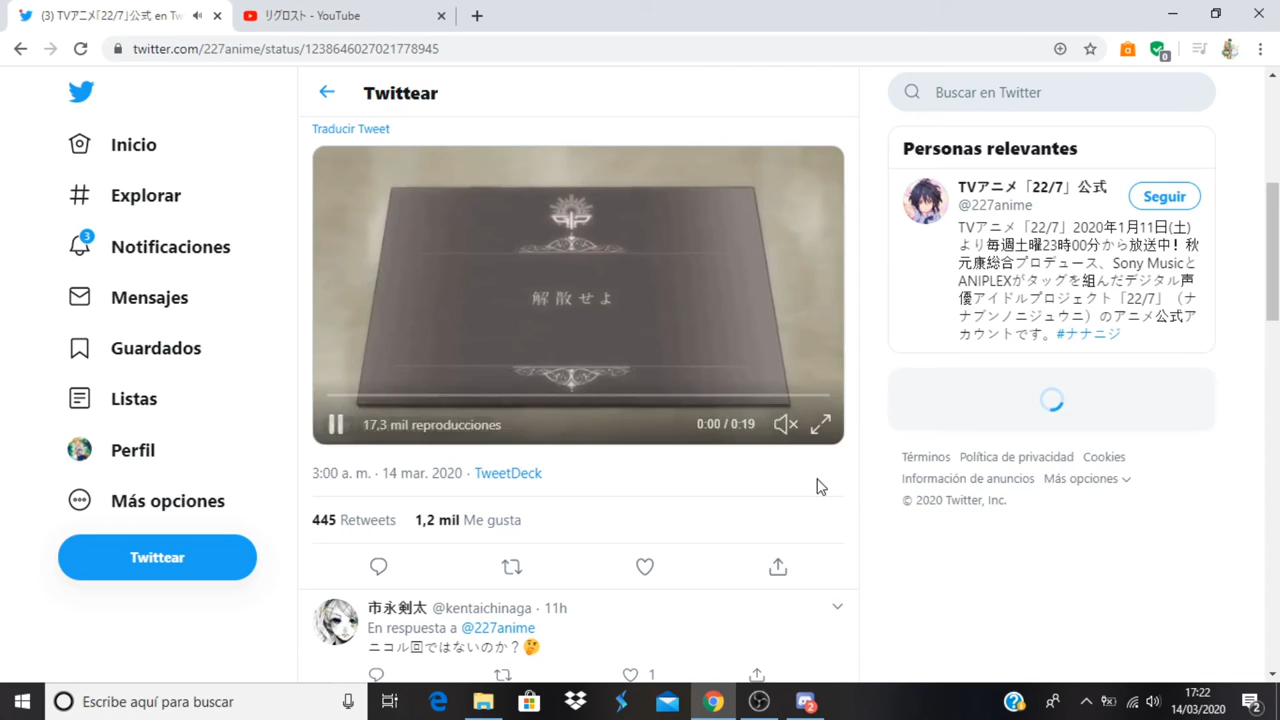 (3) TVアニメ「22/7」公式 en Tw
リグロスト - YouTube
twitter.com/227anime/status/1238646027021778945
Inicio
Explorar
3
Notificaciones
Mensajes
Guardados
Listas
Perfil
Más opciones
Twittear
Twittear
Traducir Tweet
解散せよ
17,3 mil reproducciones
0:00 / 0:19
3:00 a. m. · 14 mar. 2020 · TweetDeck
445 Retweets 1,2 mil Me gusta
市永剣太 @kentaichinaga · 11h
En respuesta a @227anime
ニコル回ではないのか？🤔
1
Buscar en Twitter
Personas relevantes
TVアニメ「22/7」公式
@227anime
Seguir
TVアニメ「22/7」2020年1月11日(土)
より毎週土曜23時00分から放送中！秋
元康総合プロデュース、Sony Musicと
ANIPLEXがタッグを組んだデジタル声
優アイドルプロジェクト「22/7」（ナ
ナブンノニジュウニ）のアニメ公式ア
カウントです。#ナナニジ
Términos Política de privacidad Cookies
Información de anuncios Más opciones
© 2020 Twitter, Inc.
Escribe aquí para buscar
17:22
14/03/2020
2